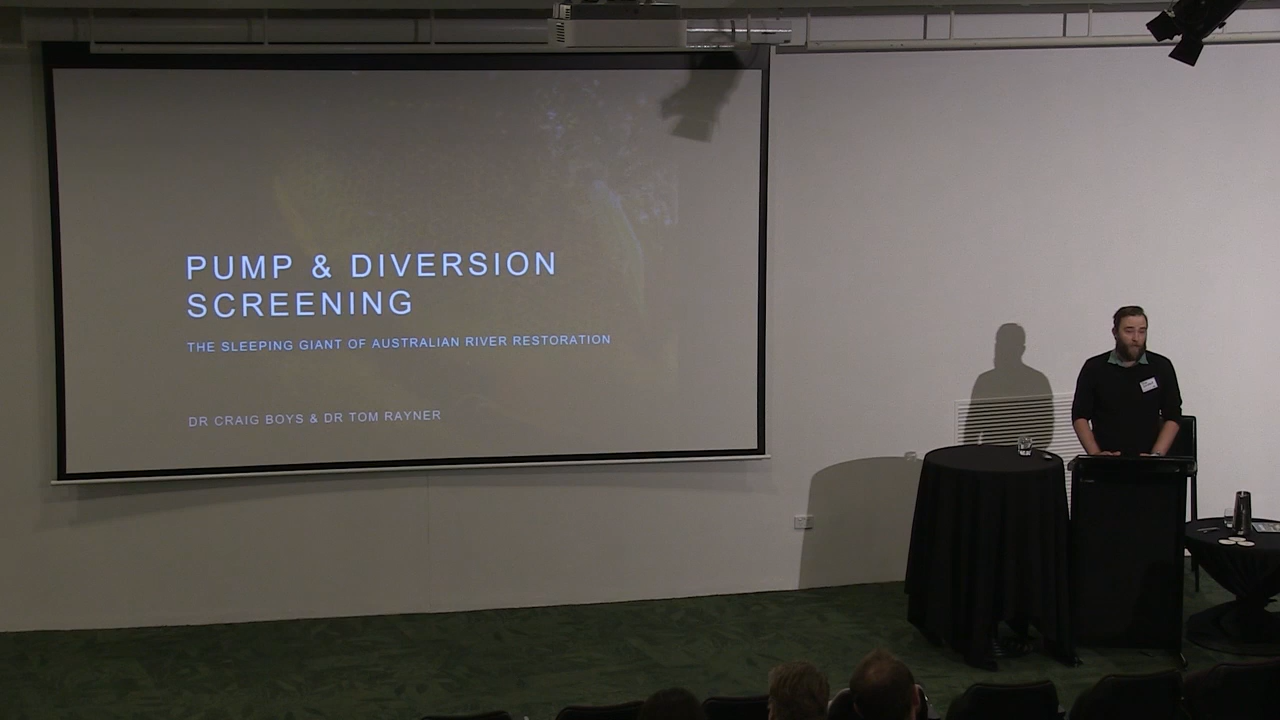 PUMP & DIVERSION
SCREENING
THE SLEEPING GIANT OF AUSTRALIAN RIVER RESTORATION
DR CRAIG BOYS & DR TOM RAYNER